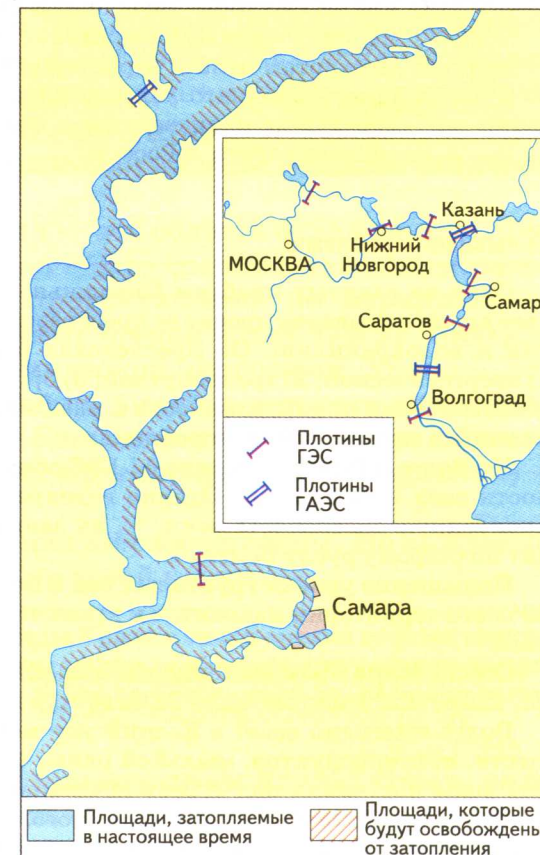 Казань
Нижний
Новгород
МОСКВА
Самар
Саратов
Волгоград
Плотины
ГЭС
Плотины
ГАЭС
Самара
Площади, затопляемые
в настоящее время
Площади, которые
будут освобождень
от затопления